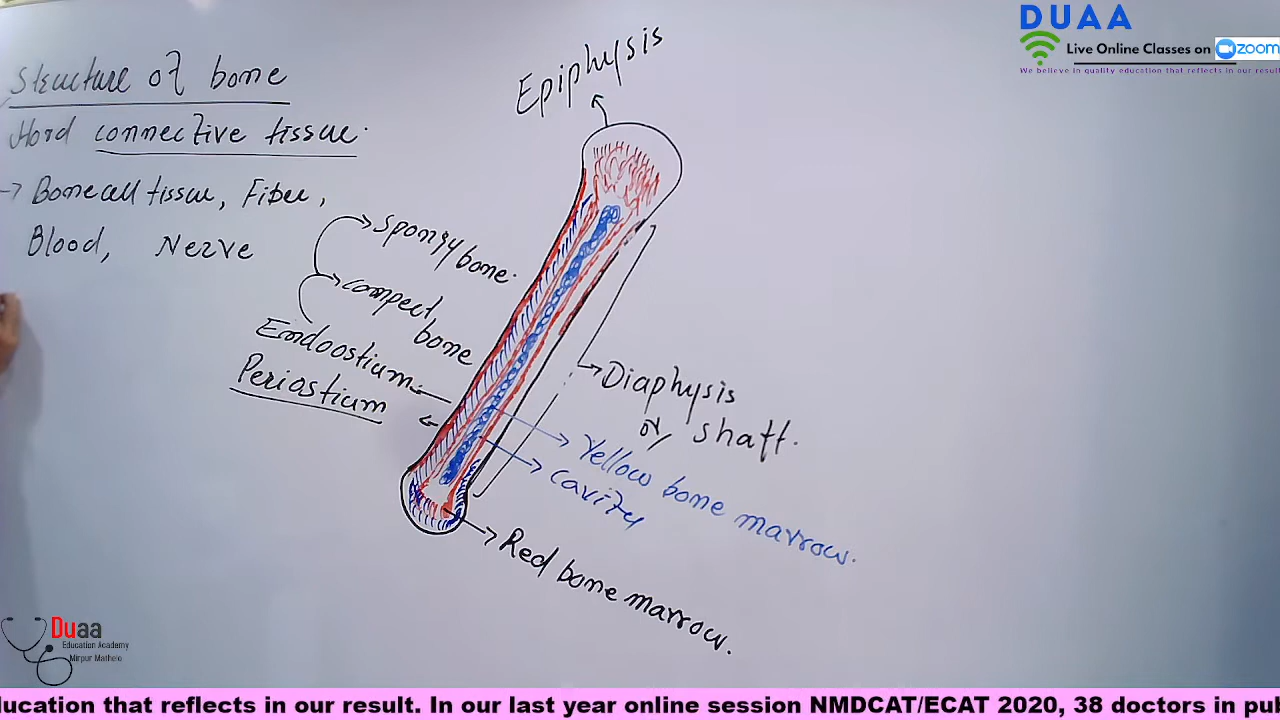 DUAA
Live Online Classes on zoom
We believe in quality education that reflects in our result
Structure of bone
Hard connective tissue.
→ Bone cell tissue, Fiber,
Blood, Nerve
Epiphysis
Spongy bone.
compect
bone
Endoostium
Periostium
Diaphysis
or shaft.
Yellow bone marrow.
cavity
Red bone marrow.
Duaa
Education Academy
Mirpur Mathelo
ducation that reflects in our result. In our last year online session NMDCAT/ECAT 2020, 38 doctors in pub